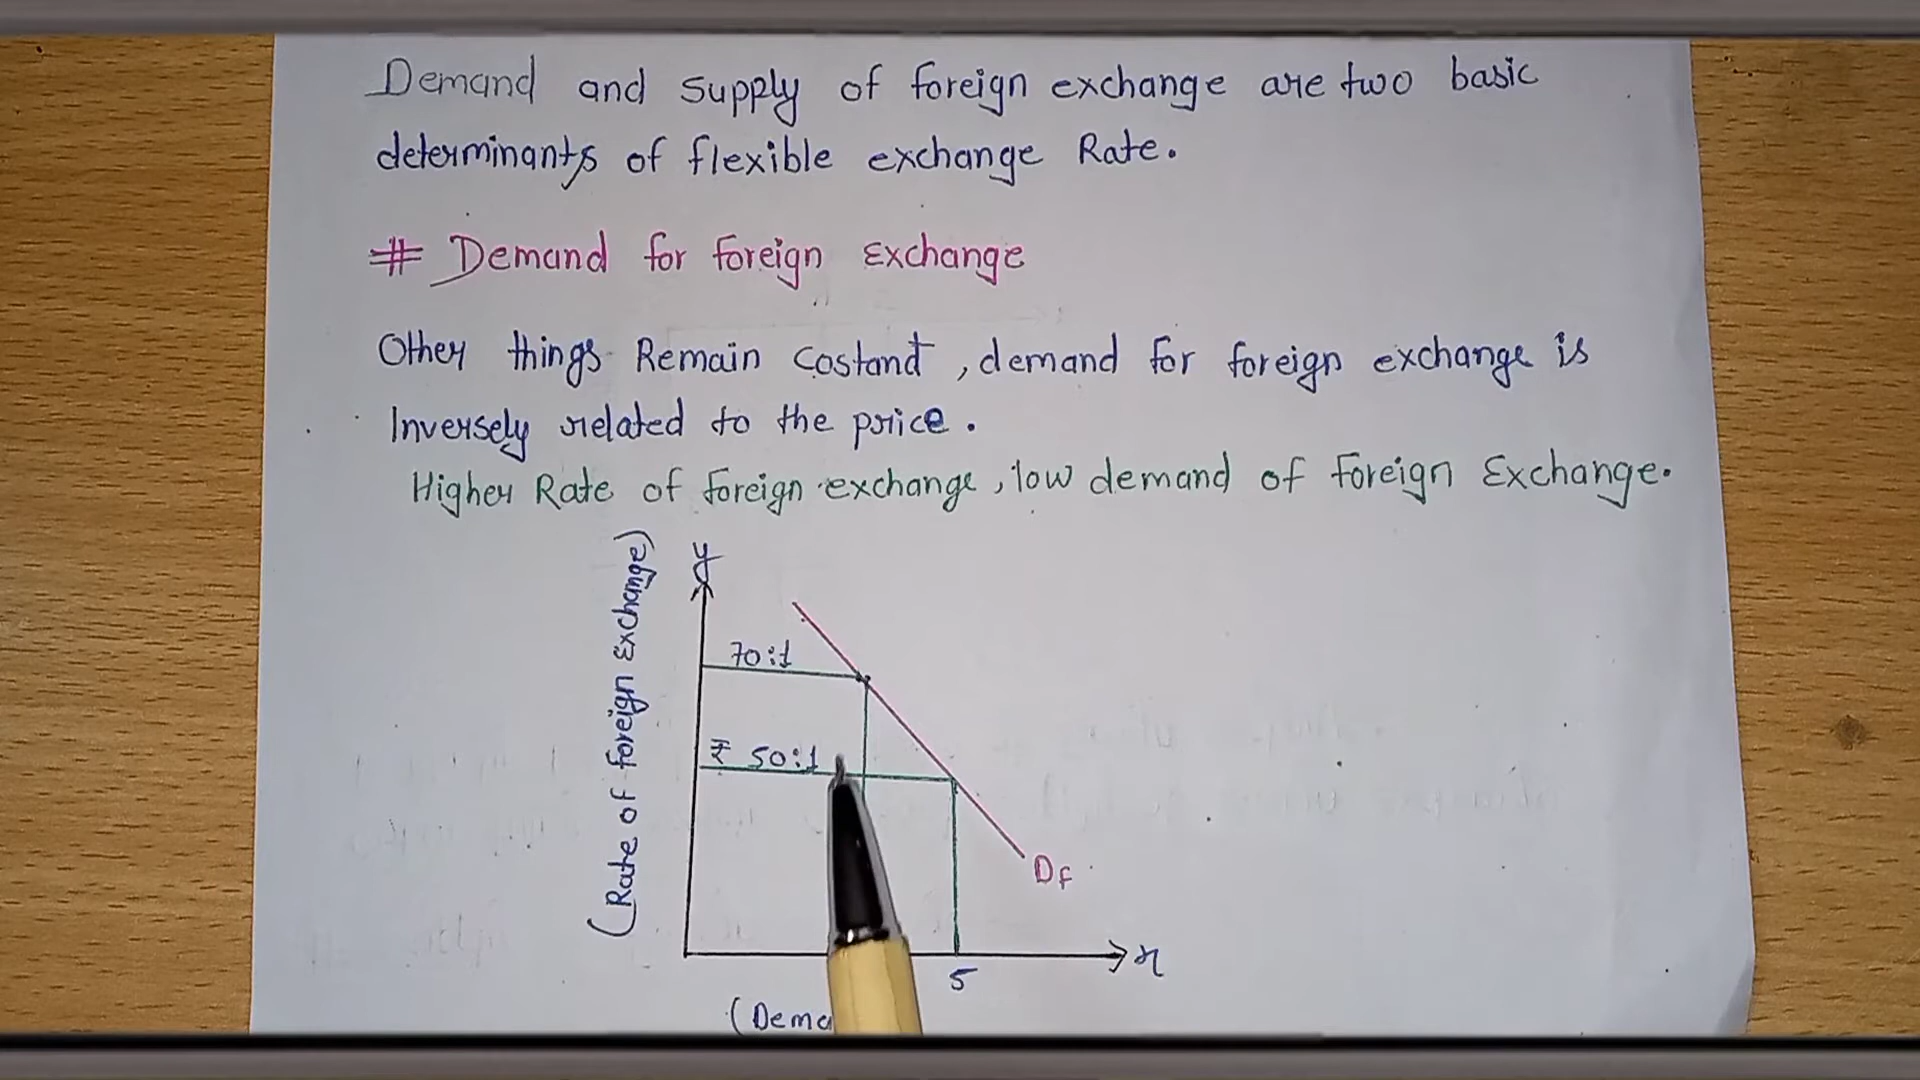 Demand and supply of foreign exchange are two basic
determinants of flexible exchange Rate.
# Demand for foreign Exchange
Other things Remain Costant, demand for foreign exchange is
Inversely related to the price.
Higher Rate of foreign exchange, low demand of Foreign Exchange.
(Rate of foreign Exchange)
y
70:1
₹ 50:1
DF
x
5
(Dema